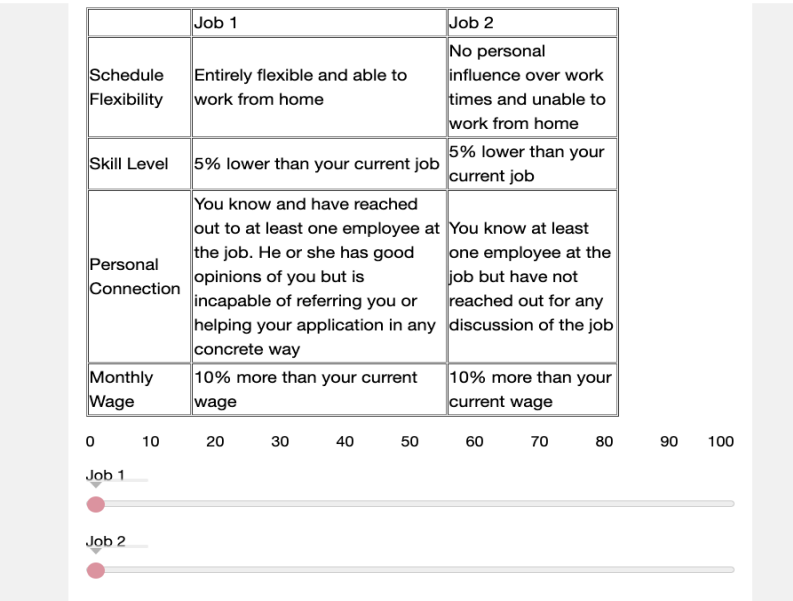 Job 1
Job 2
Schedule
Flexibility
Entirely flexible and able to
work from home
No personal
influence over work
times and unable to
work from home
Skill Level
5% lower than your current job
5% lower than your
current job
Personal
Connection
You know and have reached
out to at least one employee at
the job. He or she has good
opinions of you but is
incapable of referring you or
helping your application in any
concrete way
You know at least
one employee at the
job but have not
reached out for any
discussion of the job
Monthly
Wage
10% more than your current
wage
10% more than your
current wage
0 10 20 30 40 50 60 70 80 90 100
Job 1
Job 2